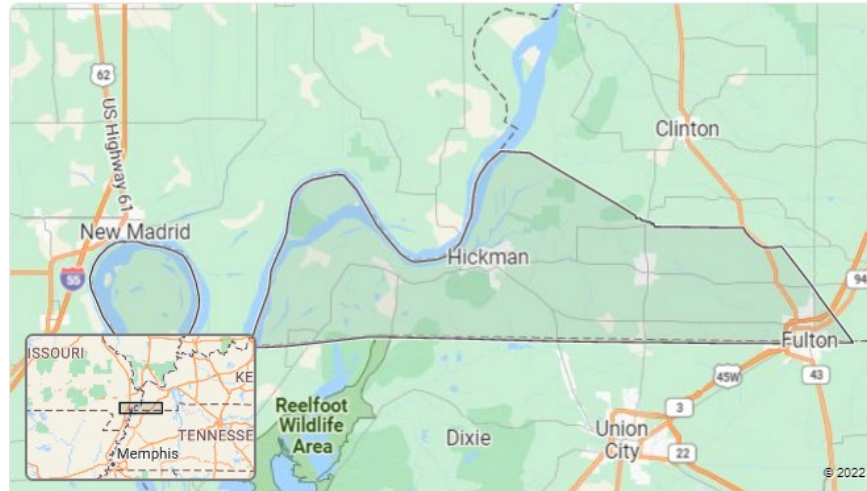 62
US Highway 61
Clinton
New Madrid
Hickman
55
94
Fulton
45W
43
Reelfoot
Wildlife
Area
Dixie
3
Union
City
22
ISSOURI
KE
TENNESSE
Memphis
© 2022